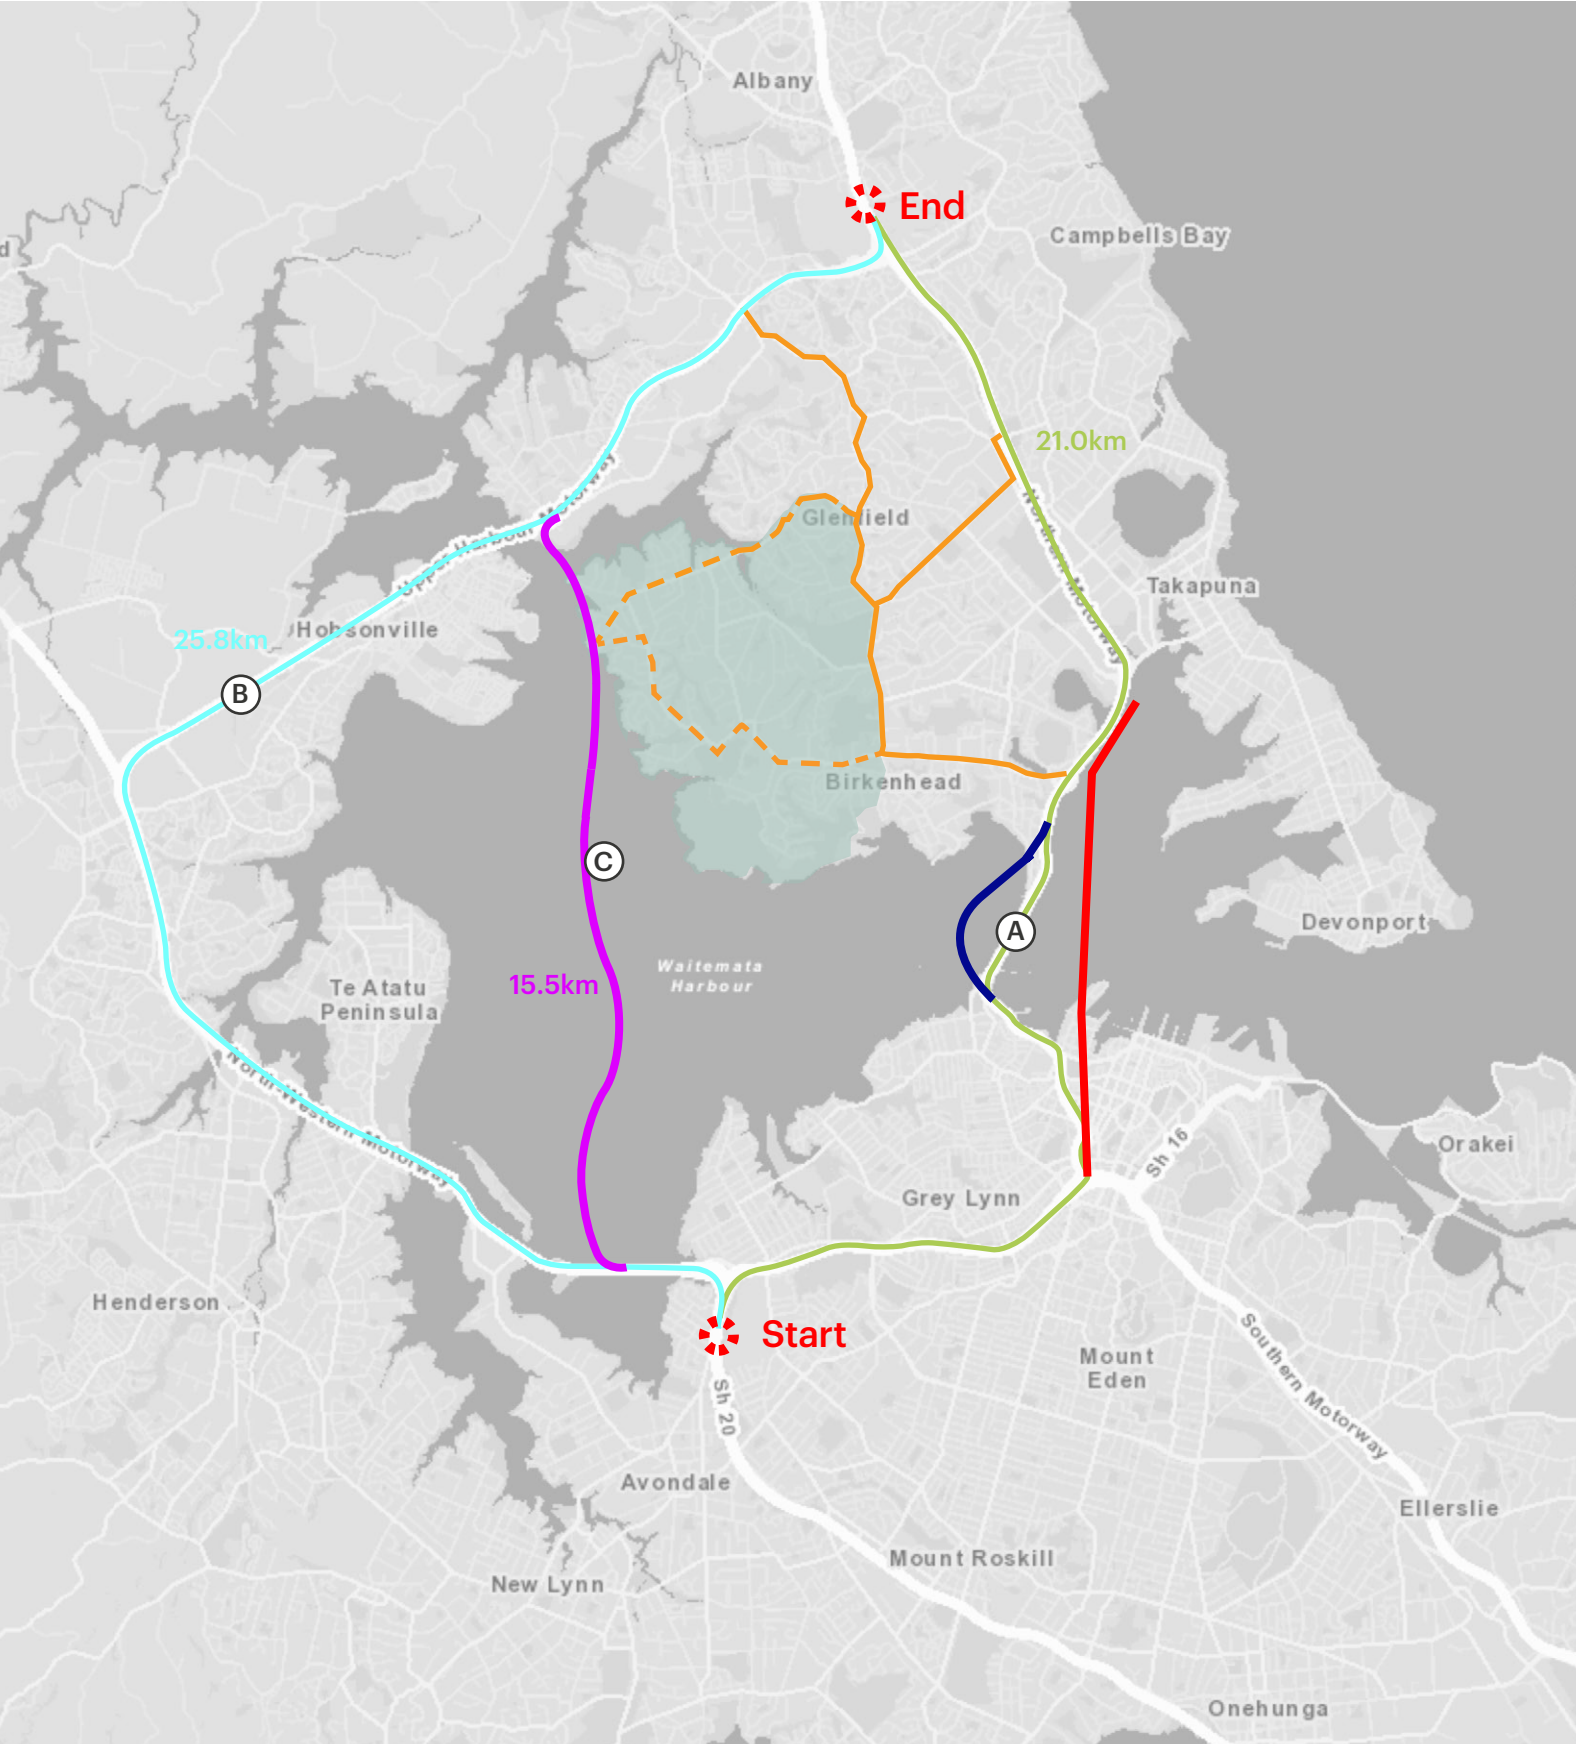 Albany
End
Campbells Bay
d
21.0km
Upper Harbour Motorway
Glenfield
Northern Motorway
Takapuna
25.8km
Hobsonville
B
Birkenhead
C
A
Devonport
15.5km
Waitemata
Harbour
Te Atatu
Peninsula
North-Western Motorway
Sh 16
Orakei
Grey Lynn
Henderson
Start
Mount
Eden
Southern Motorway
Sh 20
Avondale
Ellerslie
Mount Roskill
New Lynn
Onehunga